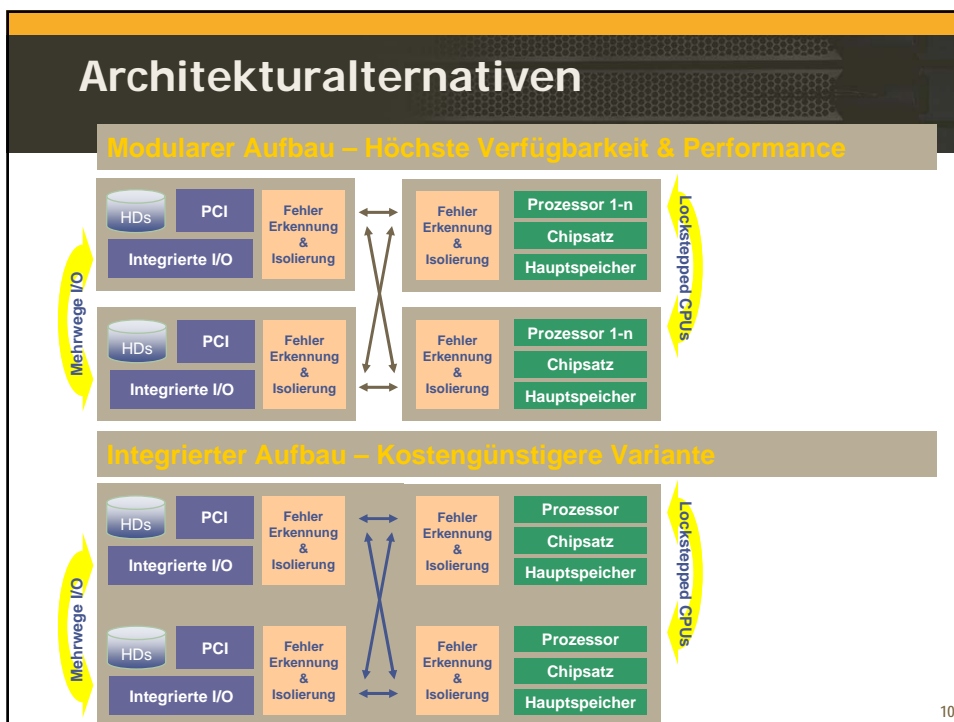 Architekturalternativen
Modularer Aufbau – Höchste Verfügbarkeit & Performance
HDs
PCI
Integrierte I/O
Fehler
Erkennung
&
Isolierung
Fehler
Erkennung
&
Isolierung
Prozessor 1-n
Chipsatz
Hauptspeicher
Mehrwege I/O
Lockstepped CPUs
HDs
PCI
Integrierte I/O
Fehler
Erkennung
&
Isolierung
Fehler
Erkennung
&
Isolierung
Prozessor 1-n
Chipsatz
Hauptspeicher
Integrierter Aufbau – Kostengünstigere Variante
HDs
PCI
Integrierte I/O
Fehler
Erkennung
&
Isolierung
Fehler
Erkennung
&
Isolierung
Prozessor
Chipsatz
Hauptspeicher
Mehrwege I/O
Lockstepped CPUs
HDs
PCI
Integrierte I/O
Fehler
Erkennung
&
Isolierung
Fehler
Erkennung
&
Isolierung
Prozessor
Chipsatz
Hauptspeicher
10